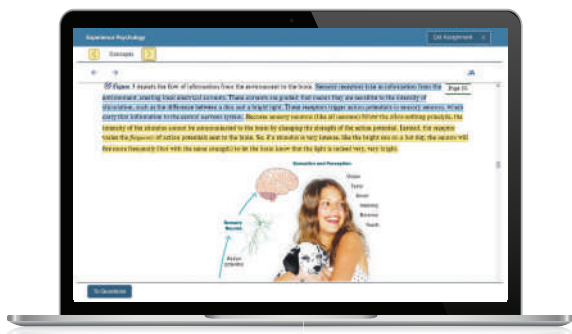 Experience Psychology
Exit Assignment
Concepts
Figure 3 depicts the flow of information from the environment to the brain. Sensory receptors take in information from the
Page 85
environment, creating local electrical currents. These currents are graded; that means they are sensitive to the intensity of
stimulation, such as the difference between a dim and a bright light. These receptors trigger action potentials in sensory neurons, which
carry that information to the central nervous system. Because sensory neurons (like all neurons) follow the all-or-nothing principle, the
intensity of the stimulus cannot be communicated to the brain by changing the strength of the action potential. Instead, the receptor
varies the frequency of action potentials sent to the brain. So, if a stimulus is very intense, like the bright sun on a hot day, the neuron will
fire more frequently (but with the same strength) to let the brain know that the light is indeed very, very bright.
Sensation and Perception
Vision
Taste
Smell
Hearing
Balance
Touch
Sensory
Neuron
Action
potential
To Questions